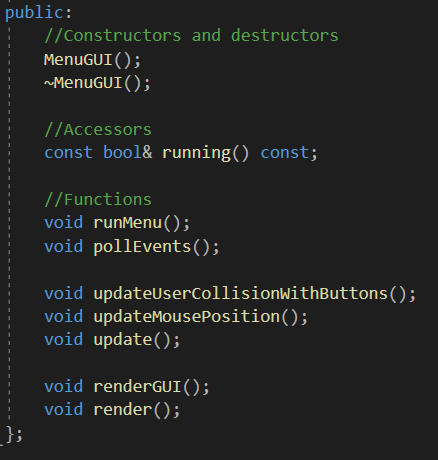 public:
//Constructors and destructors
MenuGUI();
~MenuGUI();
//Accessors
const bool& running() const;
//Functions
void runMenu();
void pollEvents();
void updateUserCollisionWithButtons();
void updateMousePosition();
void update();
void renderGUI();
void render();
};